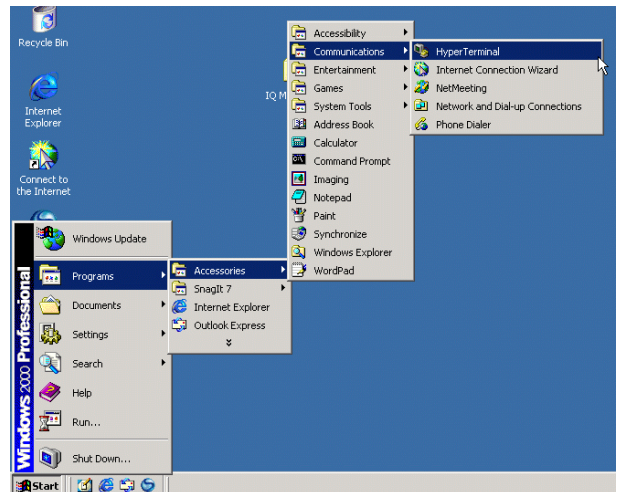 Recycle Bin
Internet
Explorer
Connect to
the Internet
IQ M
Accessibility
Communications
Entertainment
Games
System Tools
Address Book
Calculator
Command Prompt
Imaging
Notepad
Paint
Synchronize
Windows Explorer
WordPad
HyperTerminal
Internet Connection Wizard
NetMeeting
Network and Dial-up Connections
Phone Dialer
Windows 2000 Professional
Windows Update
Programs
Documents
Settings
Search
Help
Run...
Shut Down...
Accessories
SnagIt 7
Internet Explorer
Outlook Express
Start